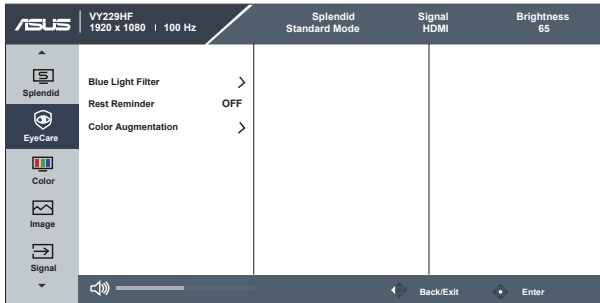 ASUS
VY229HF
1920 x 1080 | 100 Hz
Splendid
Standard Mode
Signal
HDMI
Brightness
65
Splendid
EyeCare
Color
Image
Signal
Blue Light Filter
Rest Reminder OFF
Color Augmentation
Back/Exit
Enter